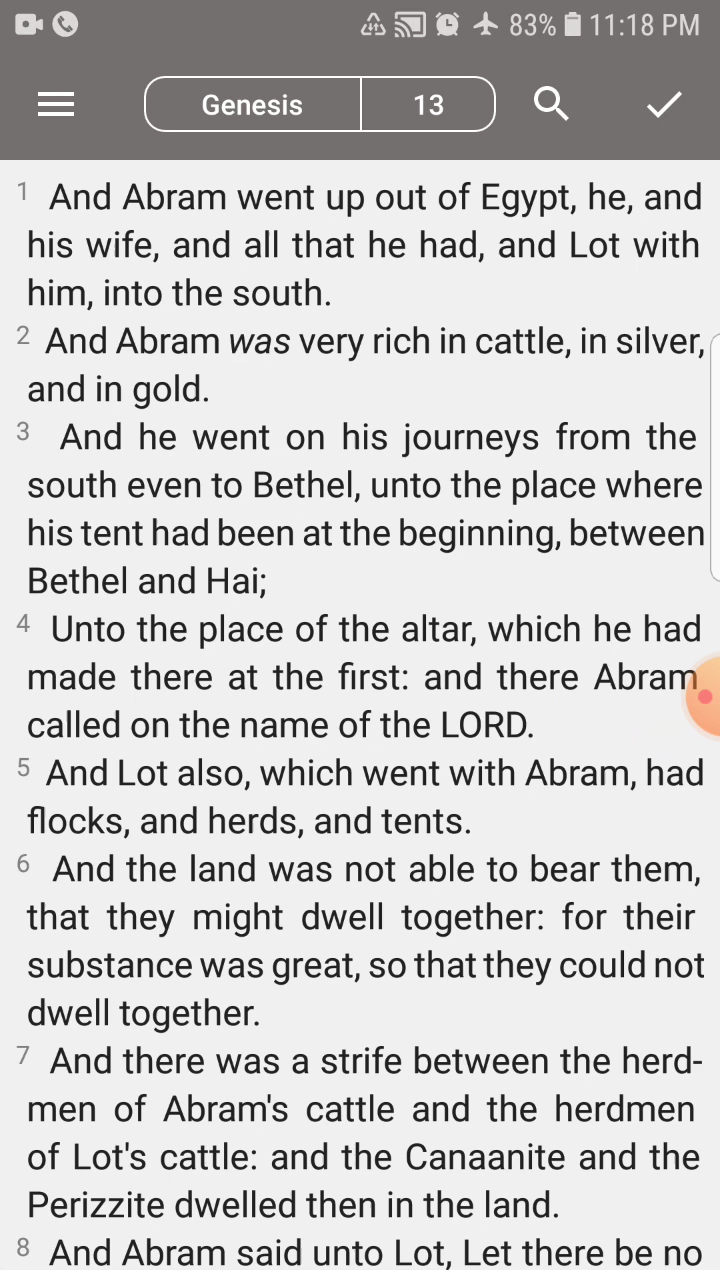 83% 11:18 PM
Genesis 13
1 And Abram went up out of Egypt, he, and
his wife, and all that he had, and Lot with
him, into the south.
2 And Abram was very rich in cattle, in silver,
and in gold.
3 And he went on his journeys from the
south even to Bethel, unto the place where
his tent had been at the beginning, between
Bethel and Hai;
4 Unto the place of the altar, which he had
made there at the first: and there Abram
called on the name of the LORD.
5 And Lot also, which went with Abram, had
flocks, and herds, and tents.
6 And the land was not able to bear them,
that they might dwell together: for their
substance was great, so that they could not
dwell together.
7 And there was a strife between the herd-
men of Abram's cattle and the herdmen
of Lot's cattle: and the Canaanite and the
Perizzite dwelled then in the land.
8 And Abram said unto Lot, Let there be no